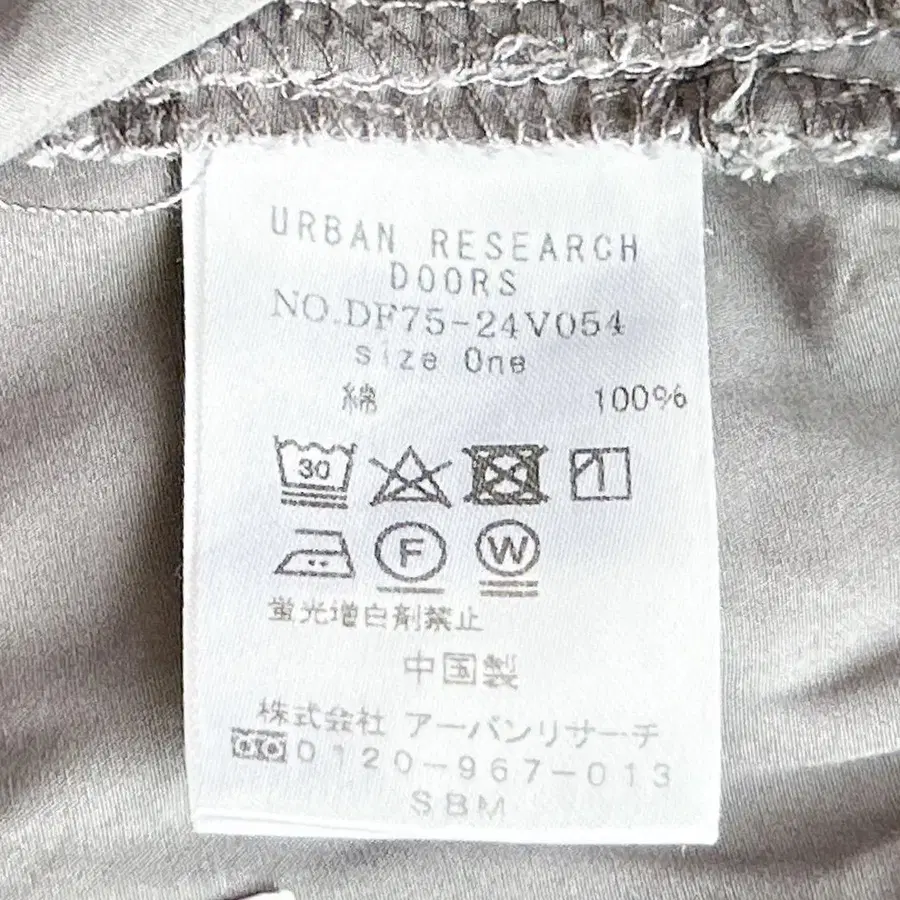 URBAN RESEARCH
DOORS
NO.DF75-24V054
size One
綿 100%
30
F W
蛍光増白剤禁止
中国製
株式会社 アーバンリサーチ
0120-967-013
SBM